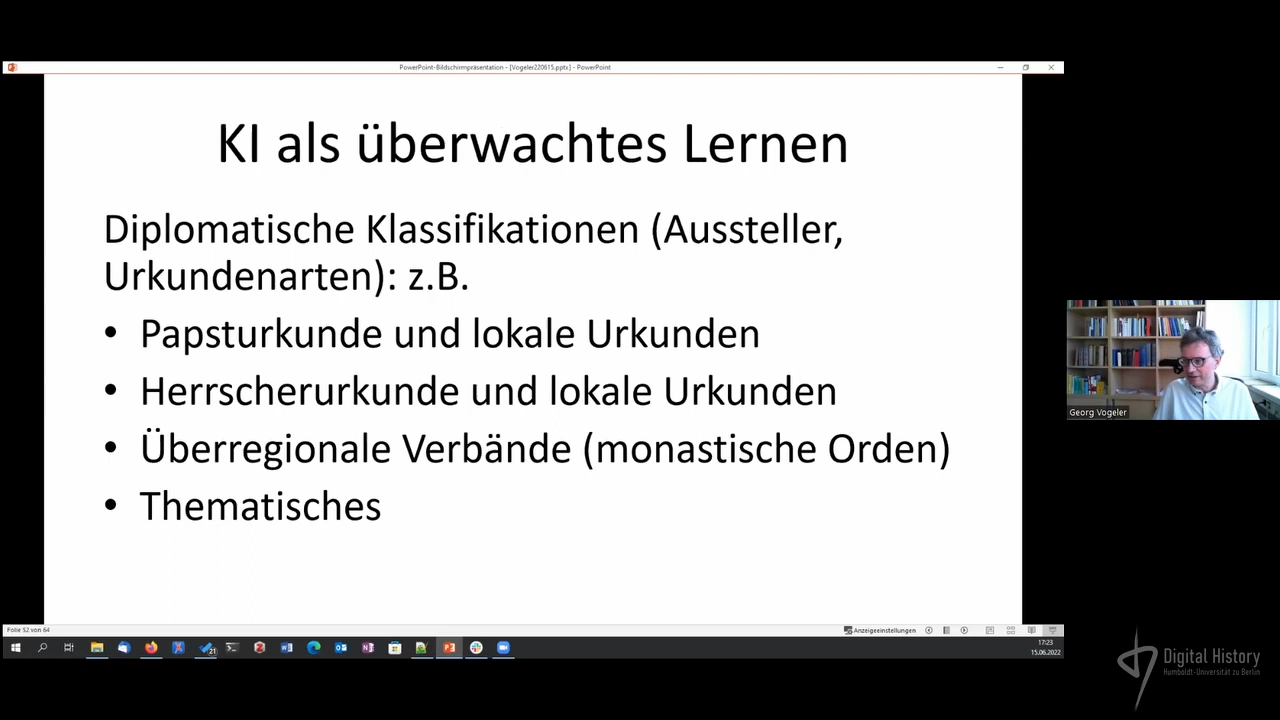 PowerPoint-Bildschirmpräsentation - [Vogeler220615.pptx] - PowerPoint
KI als überwachtes Lernen
Diplomatische Klassifikationen (Aussteller,
Urkundenarten): z.B.
• Papsturkunde und lokale Urkunden
• Herrscherurkunde und lokale Urkunden
• Überregionale Verbände (monastische Orden)
• Thematisches
Georg Vogeler
Folie 52 von 64
Anzeigeeinstellungen
21
17:23
15.06.2022
Digital History
Humboldt-Universität zu Berlin